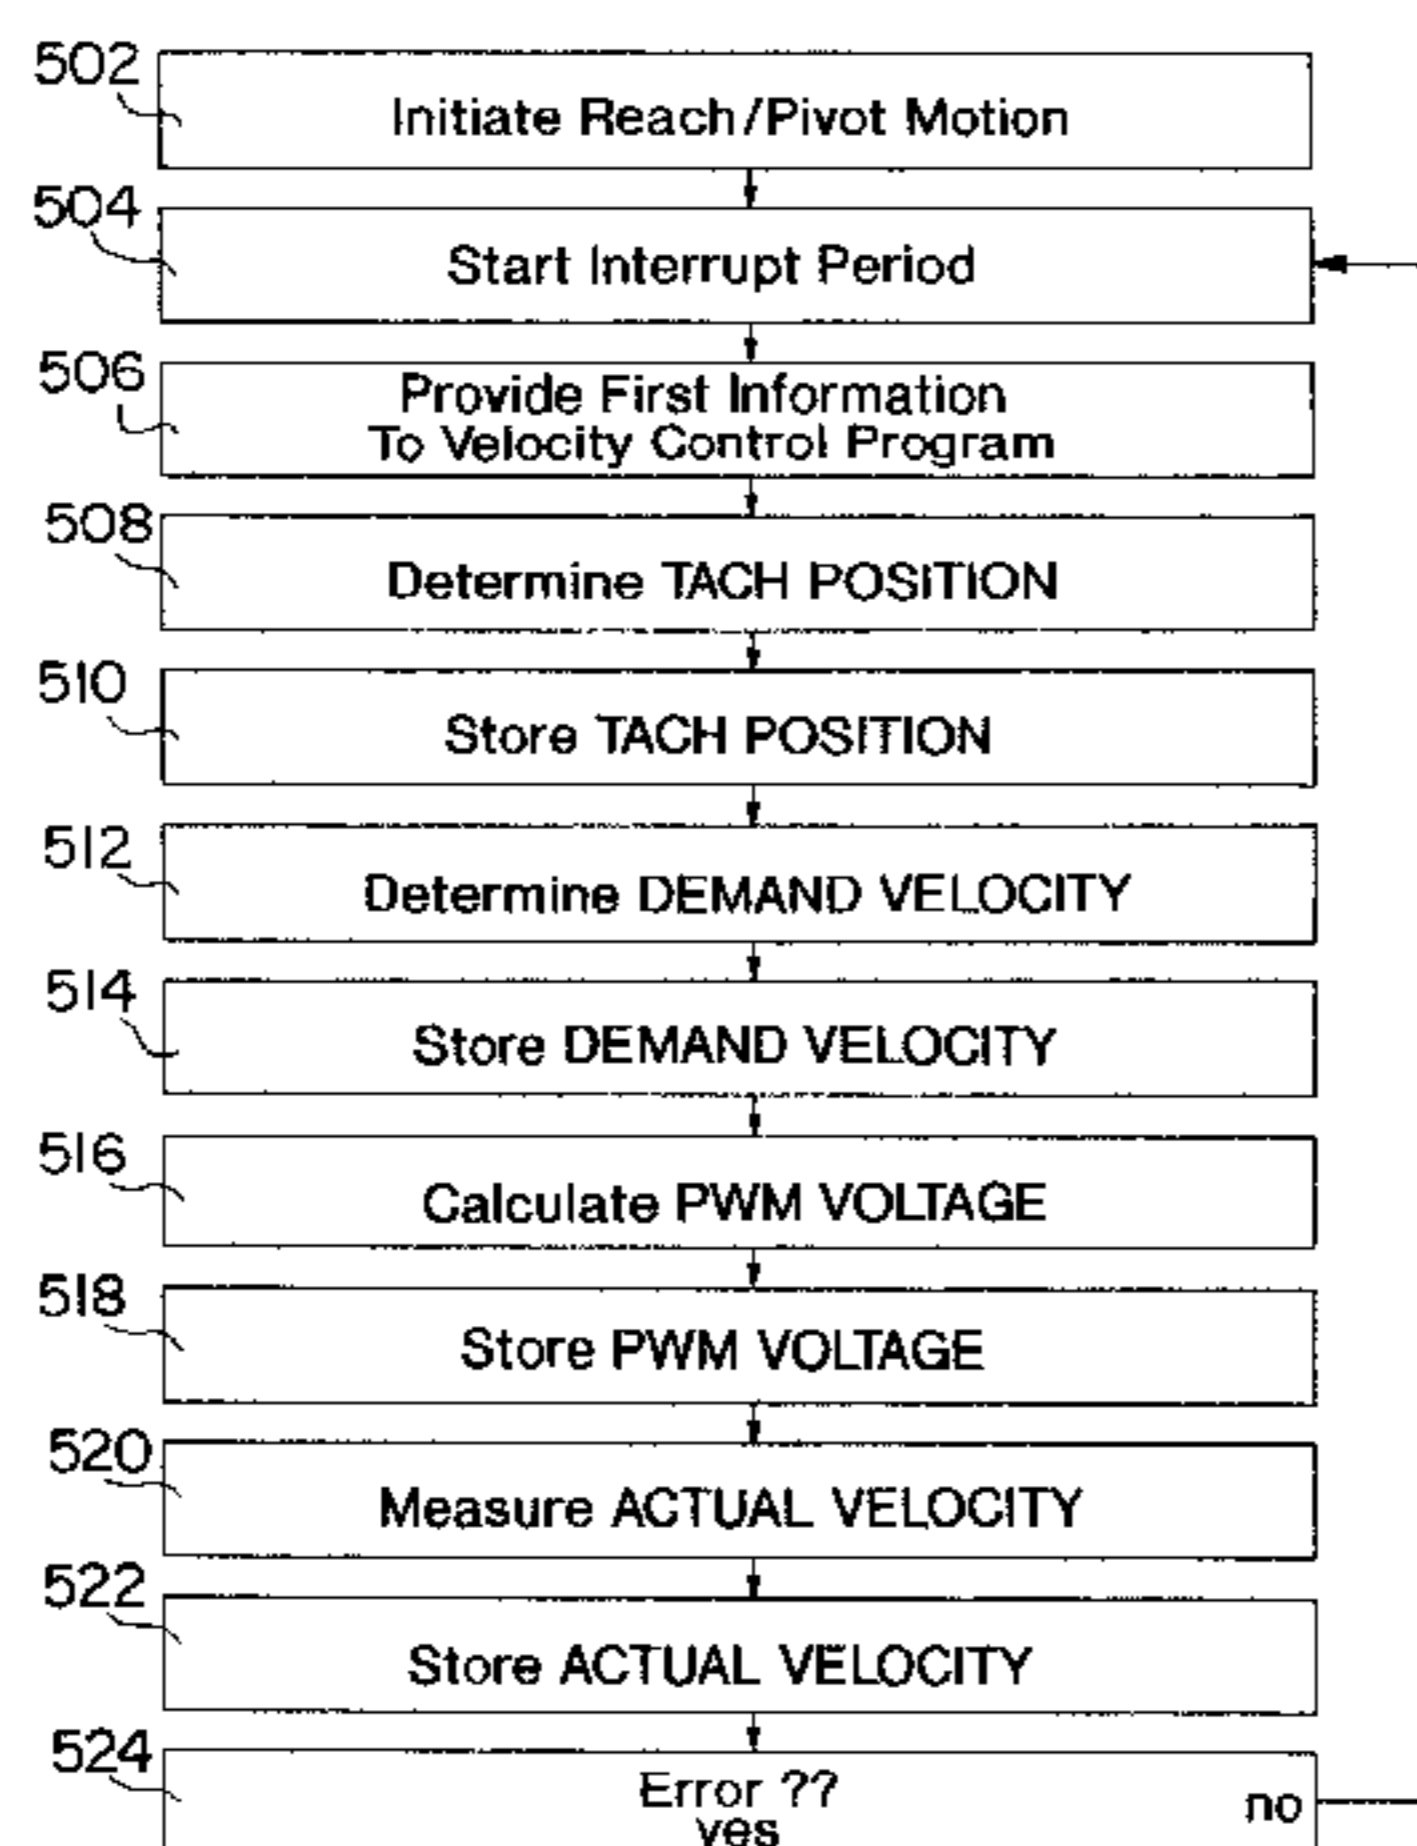 502
Initiate Reach/Pivot Motion
504
Start Interrupt Period
506
Provide First Information
To Velocity Control Program
508
Determine TACH POSITION
510
Store TACH POSITION
512
Determine DEMAND VELOCITY
514
Store DEMAND VELOCITY
516
Calculate PWM VOLTAGE
518
Store PWM VOLTAGE
520
Measure ACTUAL VELOCITY
522
Store ACTUAL VELOCITY
524
Error ??
no
yes